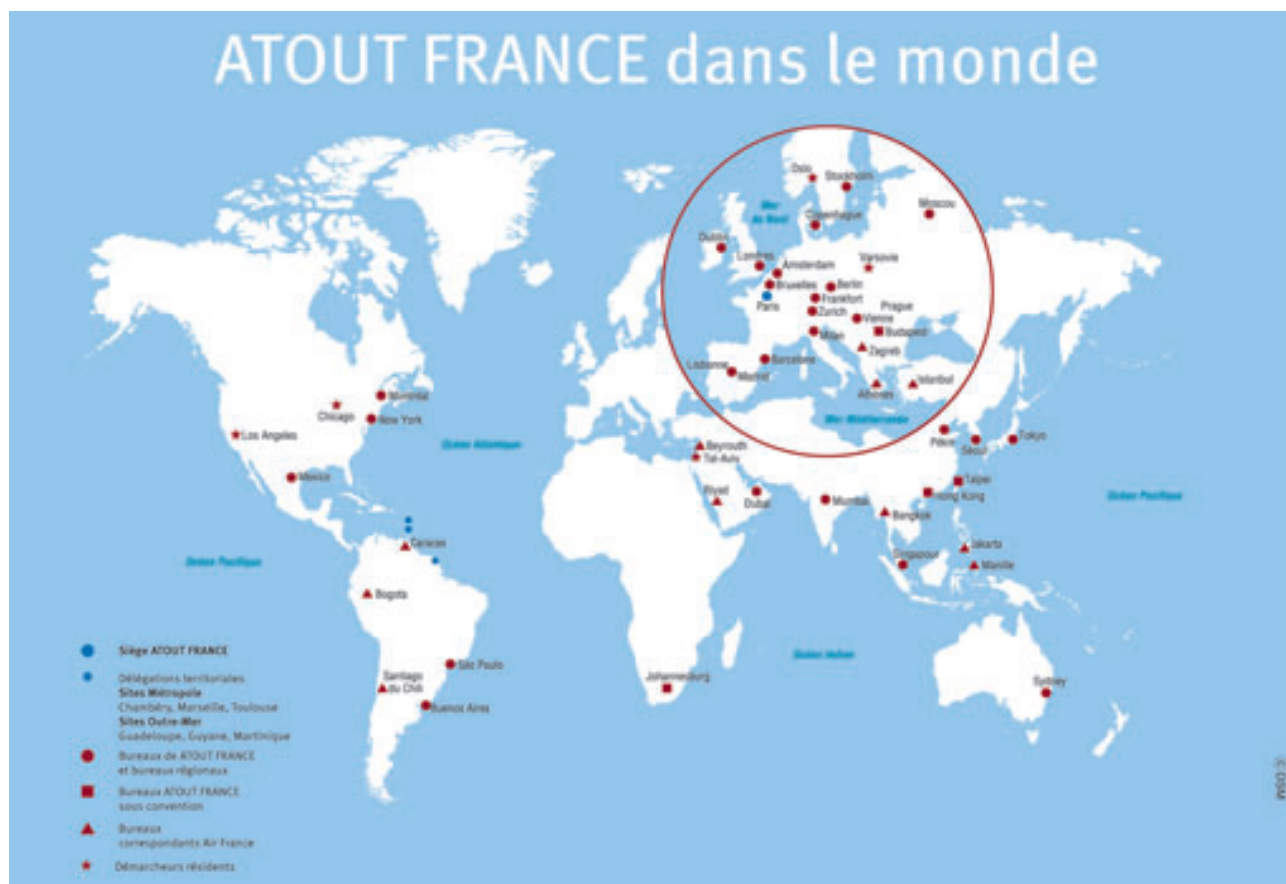 ATOUT FRANCE dans le monde
Oslo
Stockholm
Mer
du Nord
Moscou
Copenhague
Dublin
Londres
Amsterdam
Varsovie
Bruxelles
Berlin
Paris
Frankfort
Prague
Zurich
Vienne
Milan
Budapest
Zagreb
Lisbonne
Barcelone
Madrid
Athènes
Istanbul
Mer Méditerranée
Montréal
Chicago
New York
Los Angeles
Océan Atlantique
Mexico
Beyrouth
Tel-Aviv
Pékin
Séoul
Tokyo
Riyad
Dubaï
Mumbai
Taipei
Hong Kong
Bangkok
Océan Pacifique
Caracas
Singapour
Jakarta
Manille
Océan Pacifique
Bogota
Océan Indien
São Paulo
Santiago
du Chili
Buenos Aires
Johannesburg
Sydney
Siège ATOUT FRANCE
Délégations territoriales
Sites Métropole
Chambéry, Marseille, Toulouse
Sites Outre-Mer
Guadeloupe, Guyane, Martinique
Bureaux de ATOUT FRANCE
et bureaux régionaux
Bureaux ATOUT FRANCE
sous convention
Bureaux
correspondants Air France
Démarcheurs résidents